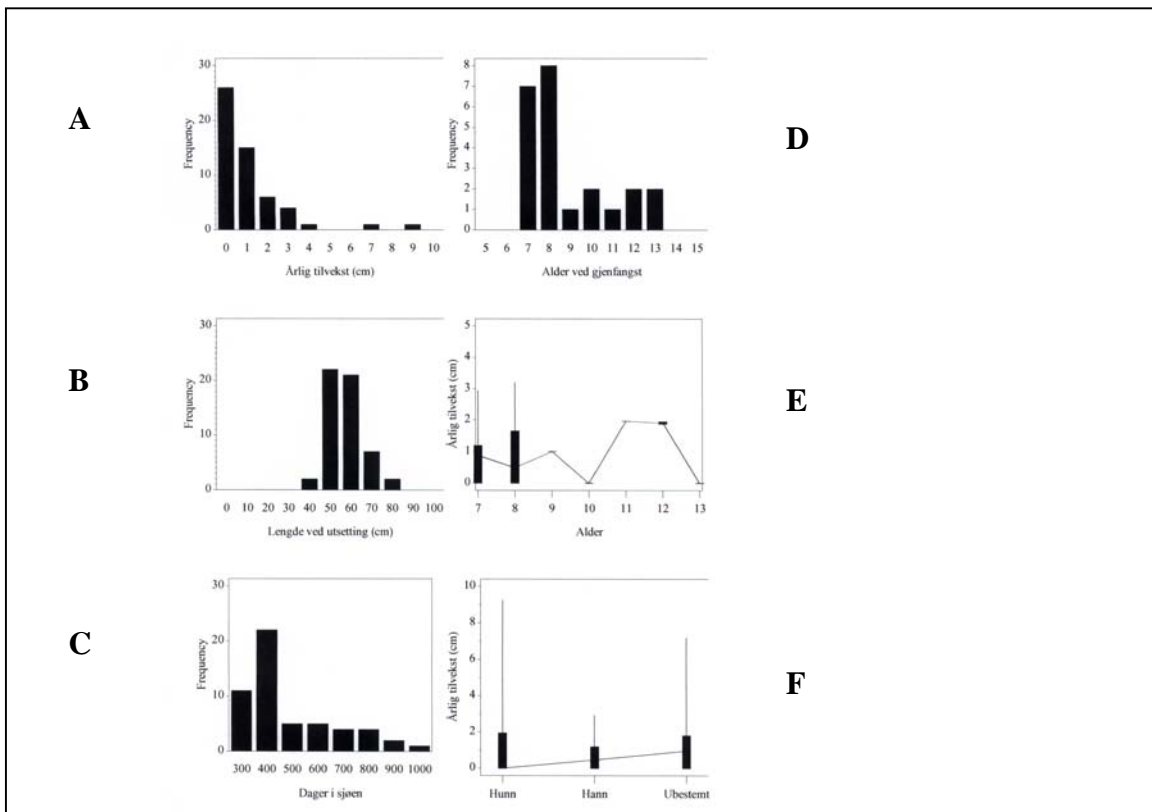 A
Frequency
30
20
10
0
0 1 2 3 4 5 6 7 8 9 10
Årlig tilvekst (cm)
Frequency
8
7
6
5
4
3
2
1
0
5 6 7 8 9 10 11 12 13 14 15
Alder ved gjenfangst
D
B
Frequency
30
20
10
0
0 10 20 30 40 50 60 70 80 90 100
Lengde ved utsetting (cm)
Årlig tilvekst (cm)
5
4
3
2
1
0
7 8 9 10 11 12 13
Alder
E
C
Frequency
30
20
10
0
300 400 500 600 700 800 900 1000
Dager i sjøen
Årlig tilvekst (cm)
10
8
6
4
2
0
Hunn Hann Ubestemt
F